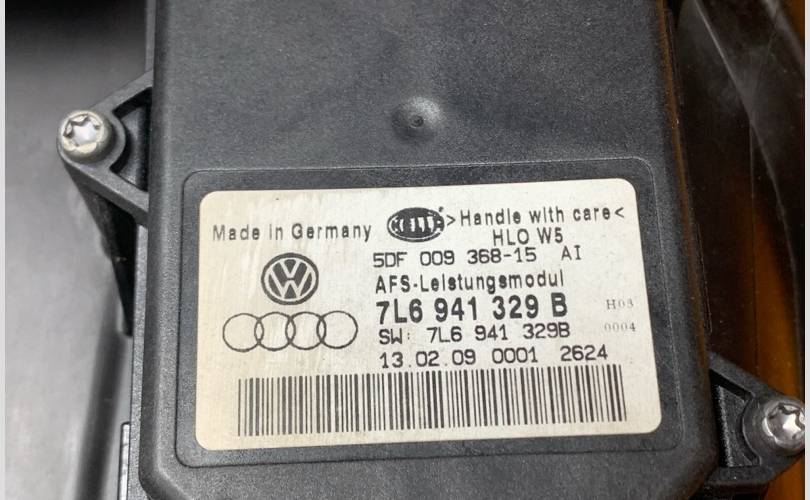 Made in Germany HELLA ® >Handle with care<
HLO W5
5DF 009 368-15 AI
AFS-Leistungsmodul
7L6 941 329 B H03
SW: 7L6 941 329B 0004
13.02.09 0001 2624